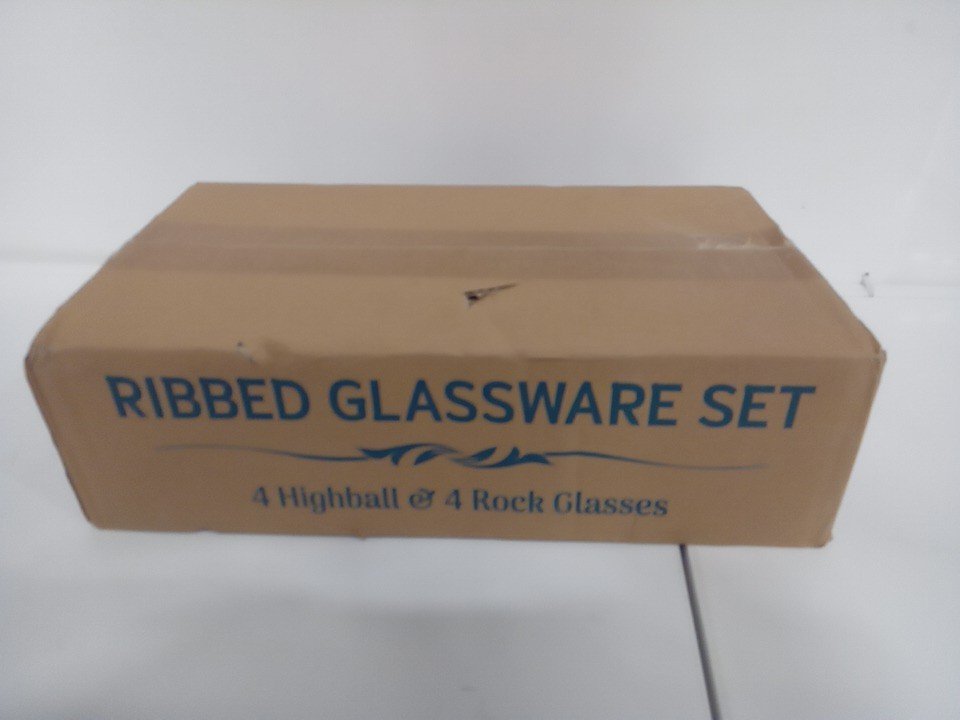 RIBBED GLASSWARE SET
4 Highball & 4 Rock Glasses